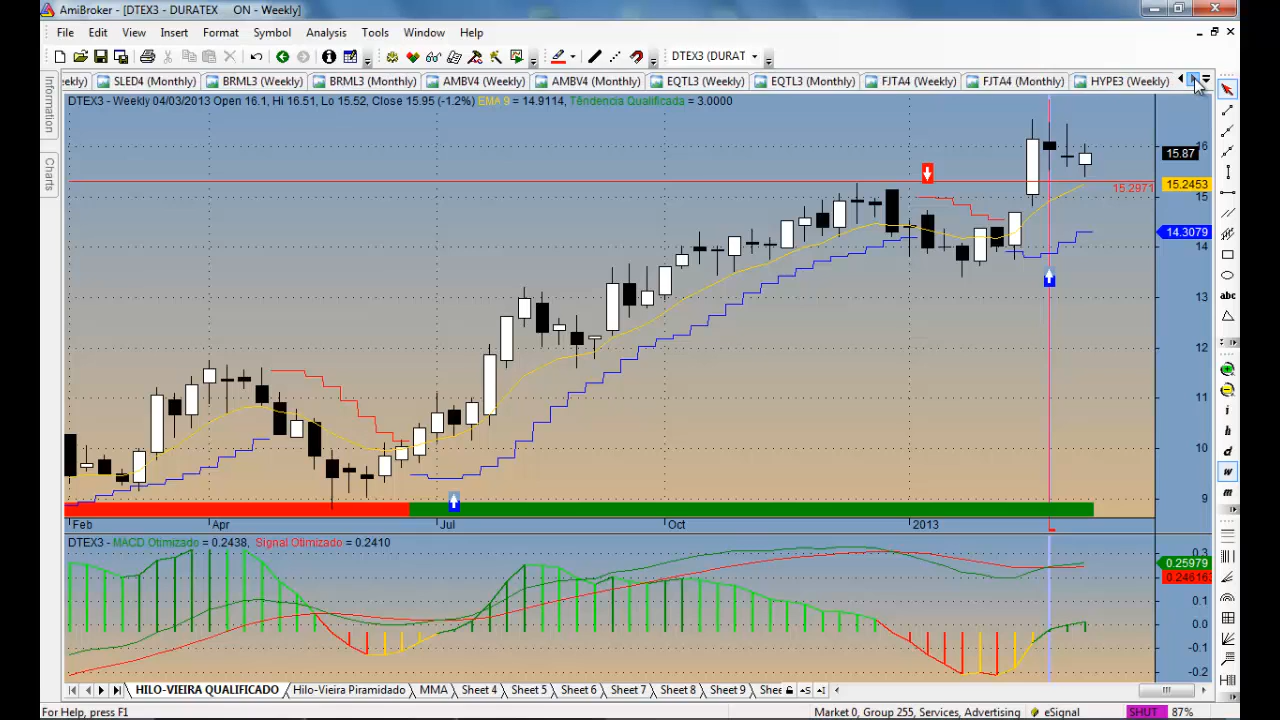 AmiBroker - [DTEX3 - DURATEX ON - Weekly]
File Edit View Insert Format Symbol Analysis Tools Window Help
DTEX3 (DURAT
ekly) SLED4 (Monthly) BRML3 (Weekly) BRML3 (Monthly) AMBV4 (Weekly) AMBV4 (Monthly) EQTL3 (Weekly) EQTL3 (Monthly) FJTA4 (Weekly) FJTA4 (Monthly) HYPE3 (Weekly)
Information
Charts
DTEX3 - Weekly 04/03/2013 Open 16.1, Hi 16.51, Lo 15.52, Close 15.95 (-1.2%) EMA 9 = 14.9114, Têndencia Qualificada = 3.0000
16
15.87
15.2971
15.2453
15
14.3079
14
13
12
11
10
9
Feb Apr Jul Oct 2013
DTEX3 - MACD Otimizado = 0.2438, Signal Otimizado = 0.2410
0.3
0.25979
0.24616
0.1
0.0
-0.1
-0.2
abc
i
h
d
w
m
HILO-VIEIRA QUALIFICADO Hilo-Vieira Piramidado MMA Sheet 4 Sheet 5 Sheet 6 Sheet 7 Sheet 8 Sheet 9 Shee
For Help, press F1 Market 0, Group 255, Services, Advertising eSignal SHUT 87%